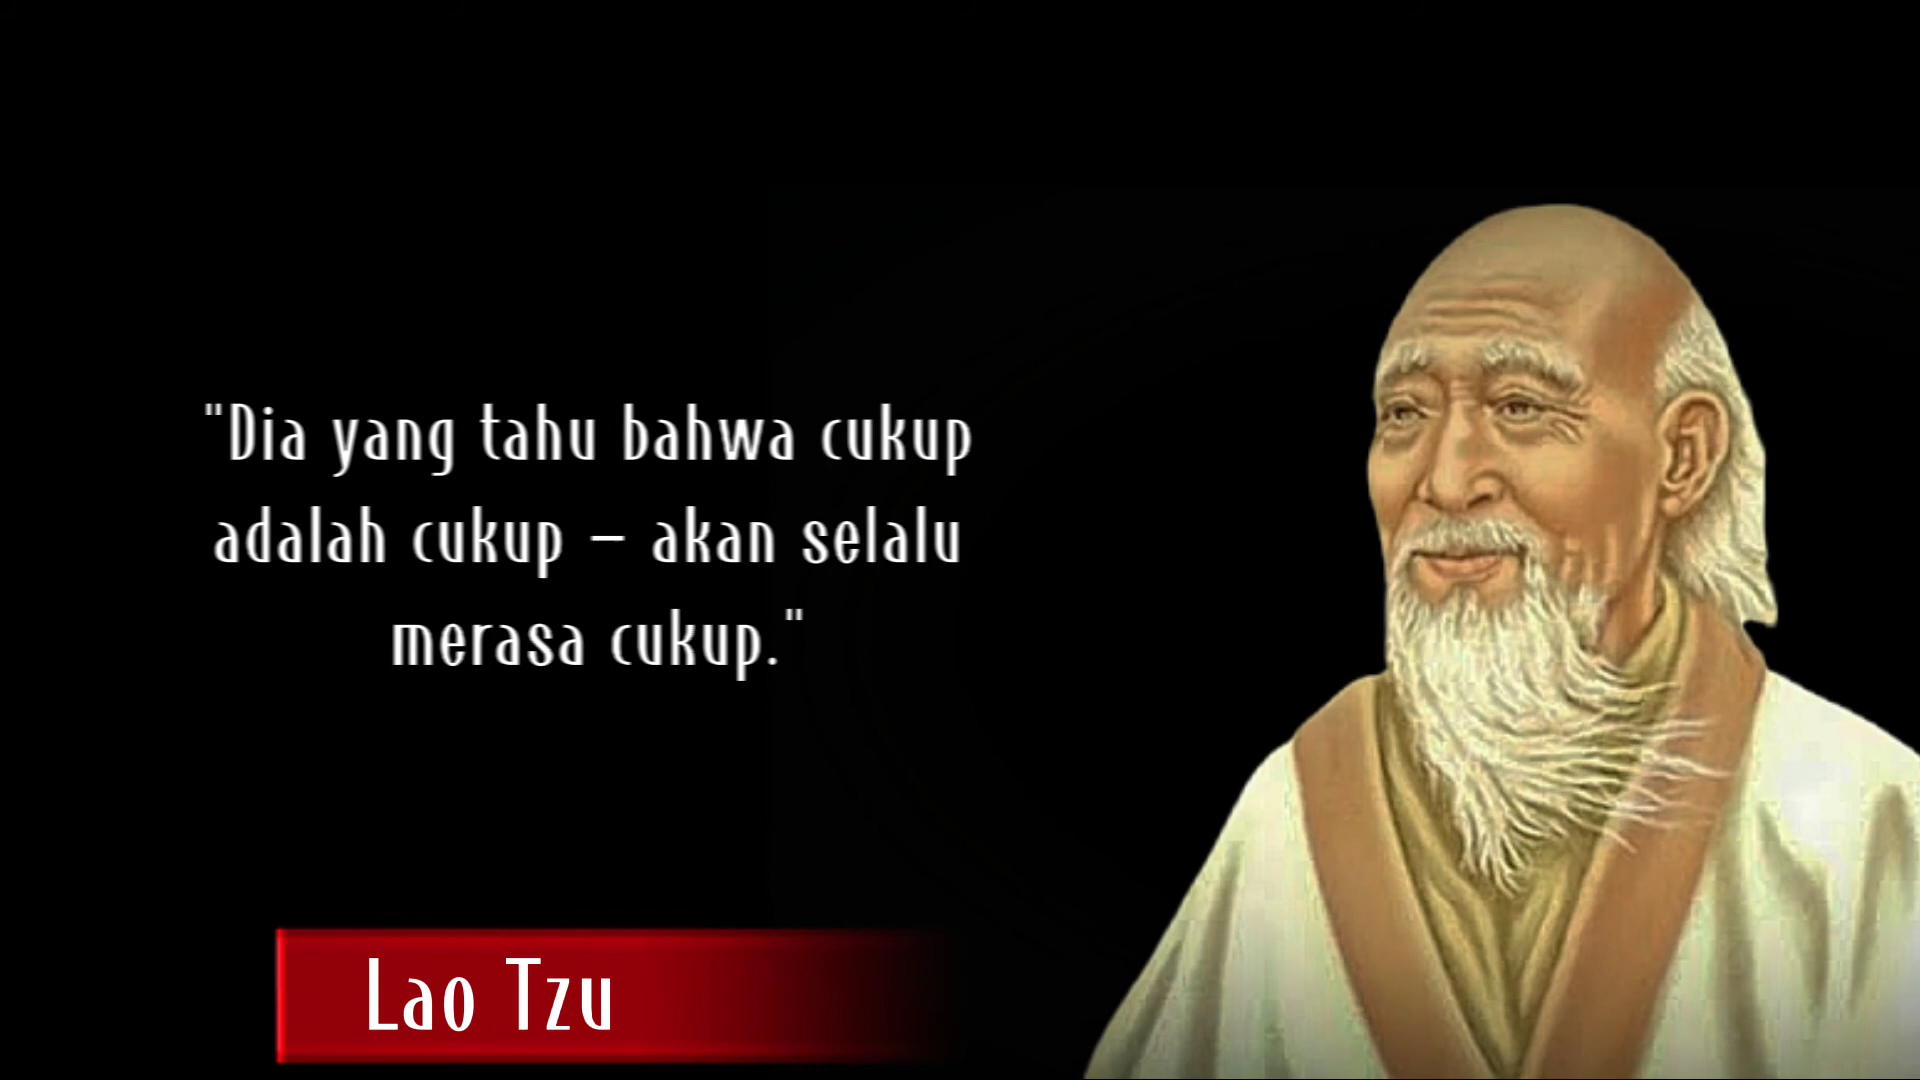 "Dia yang tahu bahwa cukup
adalah cukup – akan selalu
merasa cukup."
Lao Tzu